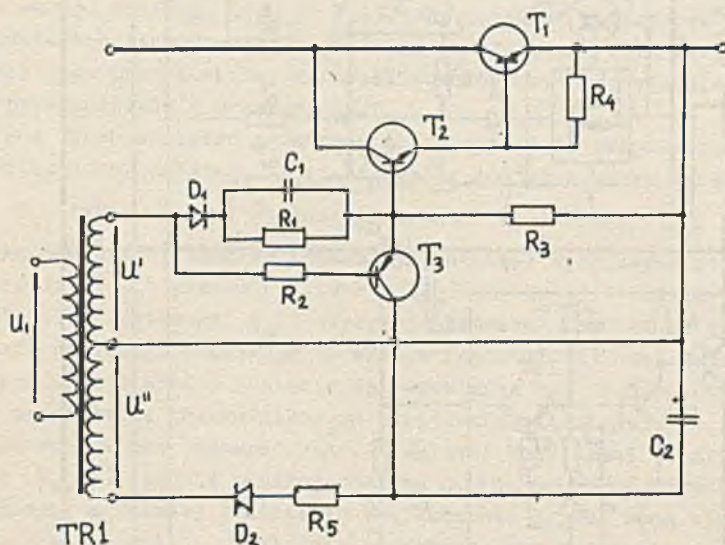 T₁
R₄
T₂
C₁
D₁
R₁
R₃
T₃
R₂
U'
U₁
U"
C₂
D₂
R₅
TR1